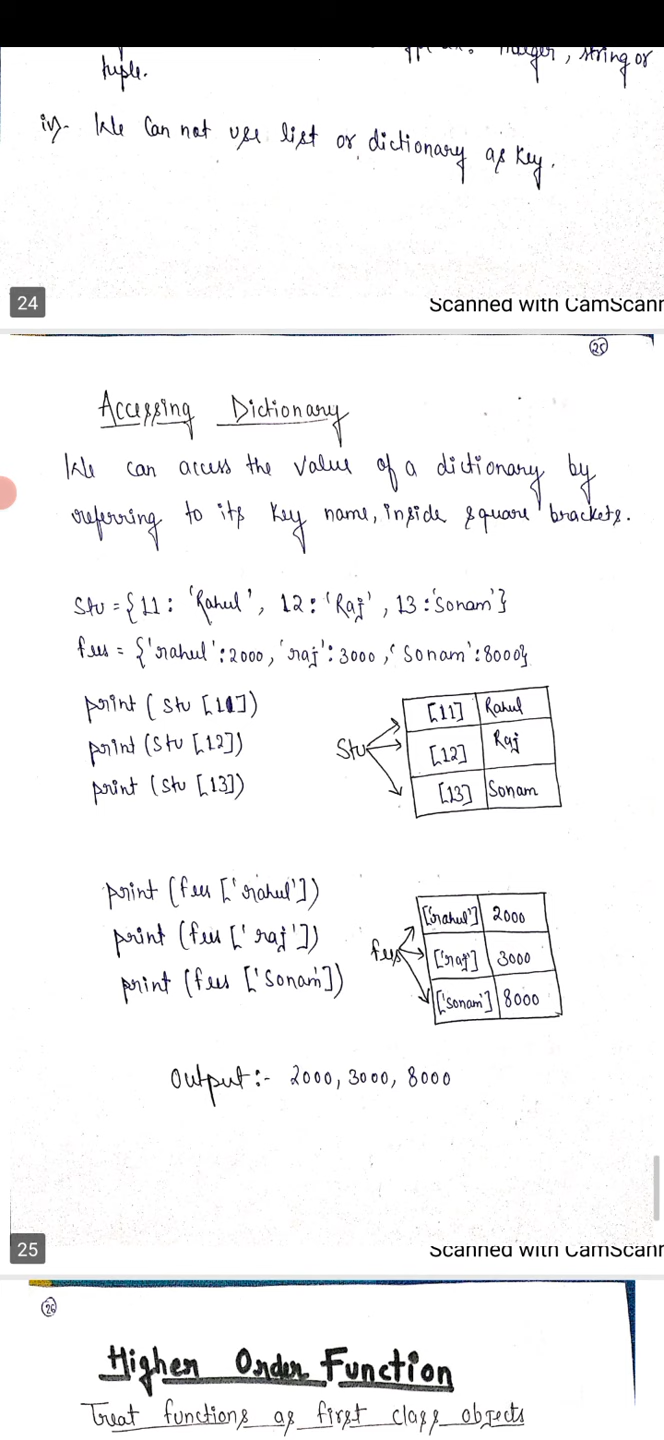 tuple.
integer, string or
iv)- We Can not use list or dictionary as key.
24
Scanned with CamScann
25
Accessing Dictionary
We can access the value of a dictionary by
referring to its key name, inside square brackets.
Stu = {11 : 'Rahul', 12 : 'Raj', 13 : 'Sonam'}
fees = {'rahul' : 2000, 'raj' : 3000, 'Sonam' : 8000}
print ( stu [11])
print (stu [12])
print (stu [13])
Stu
[11] Rahul
[12] Raj
[13] Sonam
print (fees ['rahul'])
print (fees ['raj'])
print (fees ['Sonam'])
fees
['rahul'] 2000
['raj'] 3000
['sonam'] 8000
Output :- 2000, 3000, 8000
25
Scanned with CamScann
26
Higher Order Function
Treat functions as first class objects